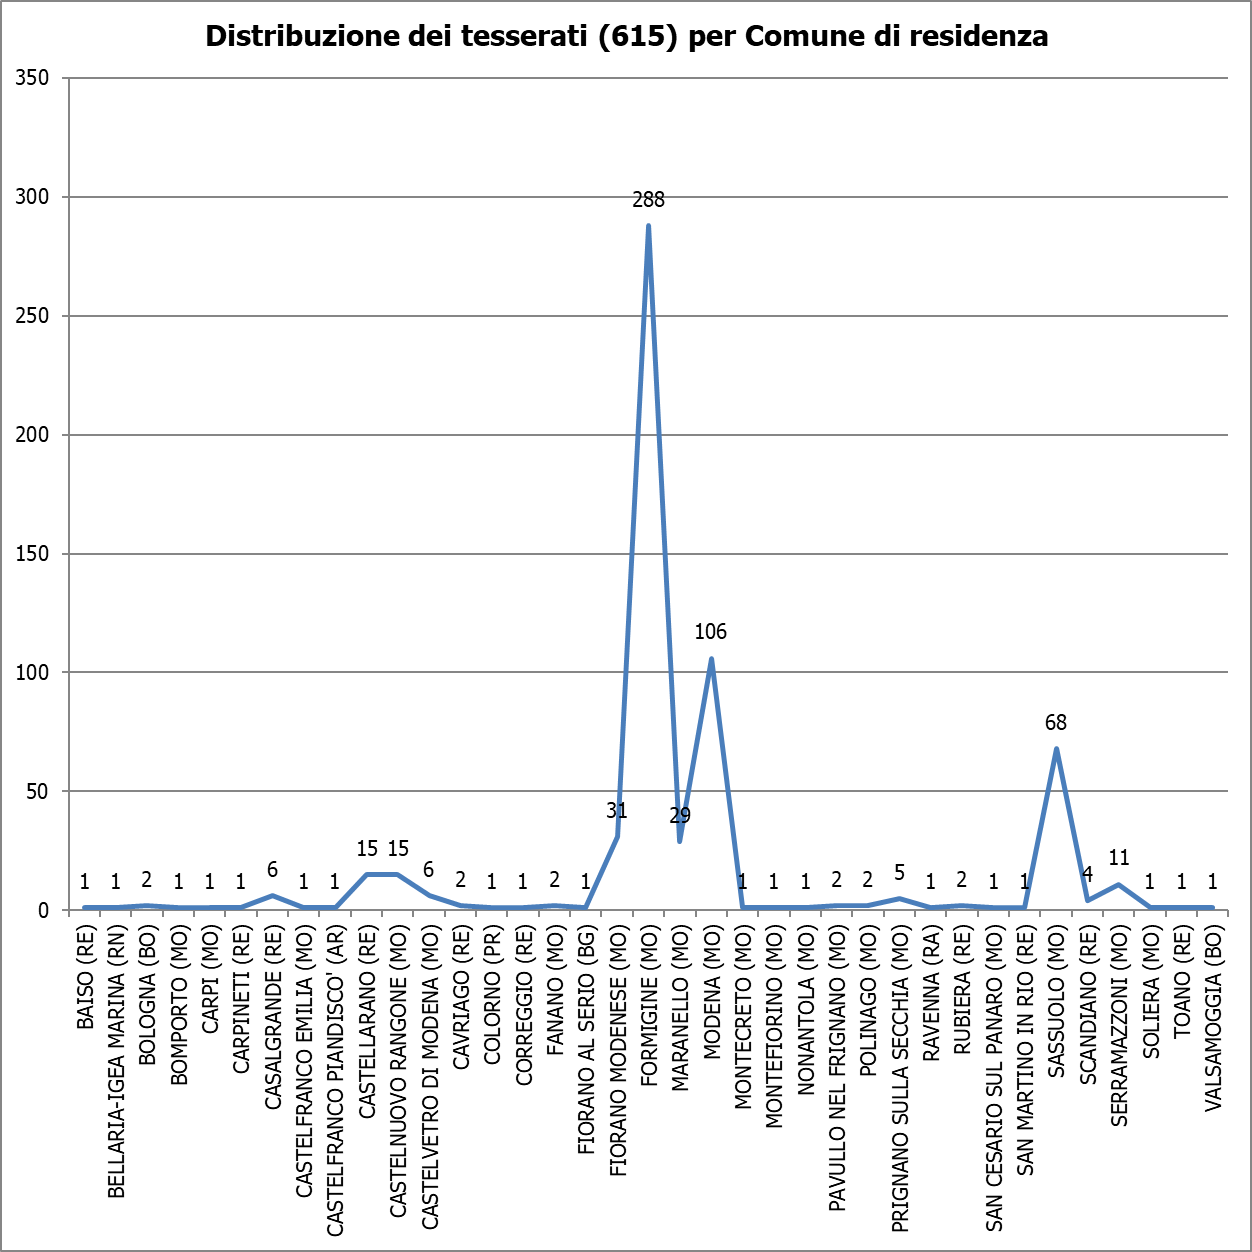 Distribuzione dei tesserati (615) per Comune di residenza
350
300
250
200
150
100
50
0
1
1
2
1
1
1
6
1
1
15
15
6
2
1
1
2
1
31
288
29
106
1
1
1
2
2
5
1
2
1
1
68
4
11
1
1
1
BAISO (RE)
BELLARIA-IGEA MARINA (RN)
BOLOGNA (BO)
BOMPORTO (MO)
CARPI (MO)
CARPINETI (RE)
CASALGRANDE (RE)
CASTELFRANCO EMILIA (MO)
CASTELFRANCO PIANDISCO' (AR)
CASTELLARANO (RE)
CASTELNUOVO RANGONE (MO)
CASTELVETRO DI MODENA (MO)
CAVRIAGO (RE)
COLORNO (PR)
CORREGGIO (RE)
FANANO (MO)
FIORANO AL SERIO (BG)
FIORANO MODENESE (MO)
FORMIGINE (MO)
MARANELLO (MO)
MODENA (MO)
MONTECRETO (MO)
MONTEFIORINO (MO)
NONANTOLA (MO)
PAVULLO NEL FRIGNANO (MO)
POLINAGO (MO)
PRIGNANO SULLA SECCHIA (MO)
RAVENNA (RA)
RUBIERA (RE)
SAN CESARIO SUL PANARO (MO)
SAN MARTINO IN RIO (RE)
SASSUOLO (MO)
SCANDIANO (RE)
SERRAMAZZONI (MO)
SOLIERA (MO)
TOANO (RE)
VALSAMOGGIA (BO)